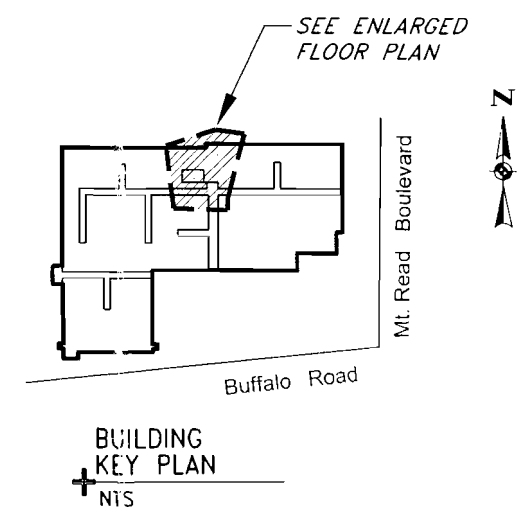 SEE ENLARGED
FLOOR PLAN
N
Mt. Read Boulevard
Buffalo Road
BUILDING
KEY PLAN
NTS